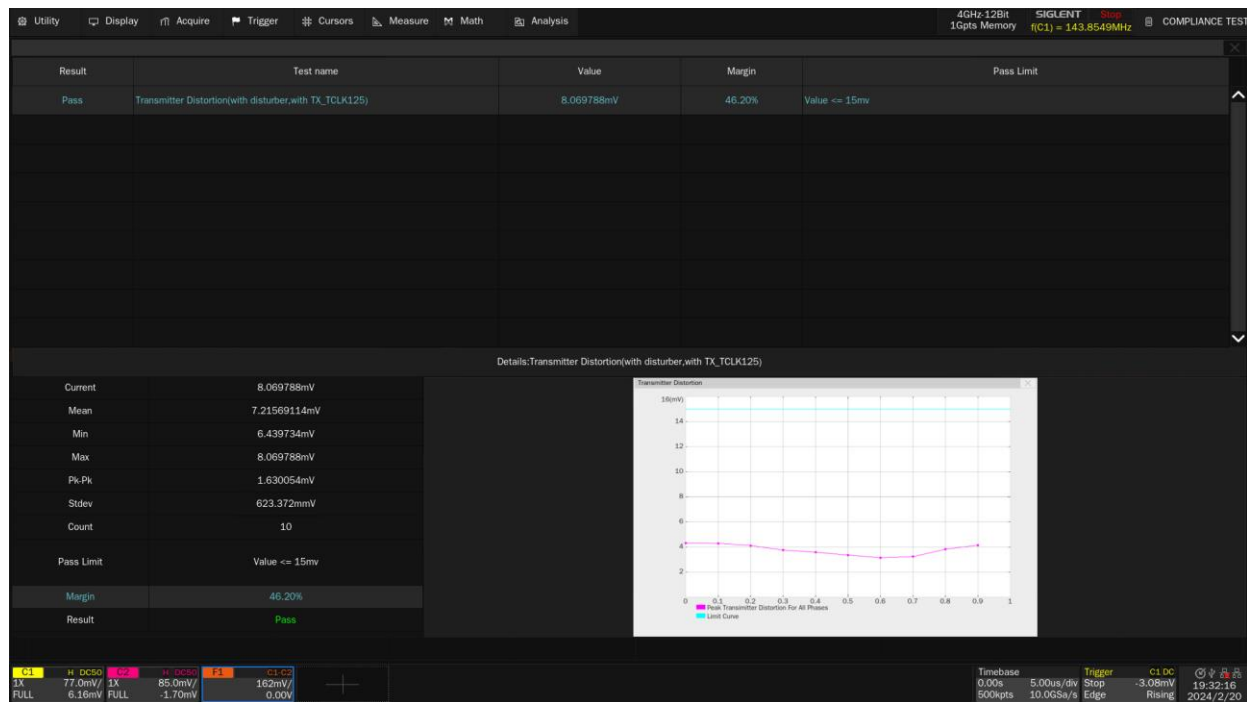 Utility Display Acquire Trigger Cursors Measure Math Analysis
4GHz-12Bit SIGLENT Stop
1Gpts Memory f(C1) = 143.8549MHz
COMPLIANCE TEST
Result Test name Value Margin Pass Limit
Pass Transmitter Distortion(with disturber,with TX_TCLK125) 8.069788mV 46.20% Value <= 15mv
Details:Transmitter Distortion(with disturber,with TX_TCLK125)
Current 8.069788mV
Mean 7.21569114mV
Min 6.439734mV
Max 8.069788mV
Pk-Pk 1.630054mV
Stdev 623.372mmV
Count 10
Pass Limit Value <= 15mv
Margin 46.20%
Result Pass
Transmitter Distortion
16(mV)
14
12
10
8
6
4
2
0 0.1 0.2 0.3 0.4 0.5 0.6 0.7 0.8 0.9 1
Peak Transimitter Distortion For All Phases
Limit Curve
C1 H DC50 C2 H DC50 F1 C1-C2
1X 77.0mV/ 1X 85.0mV/ 162mV/
FULL 6.16mV FULL -1.70mV 0.00V
Timebase Trigger C1 DC
0.00s 5.00us/div Stop -3.08mV
500kpts 10.0GSa/s Edge Rising
19:32:16
2024/2/20